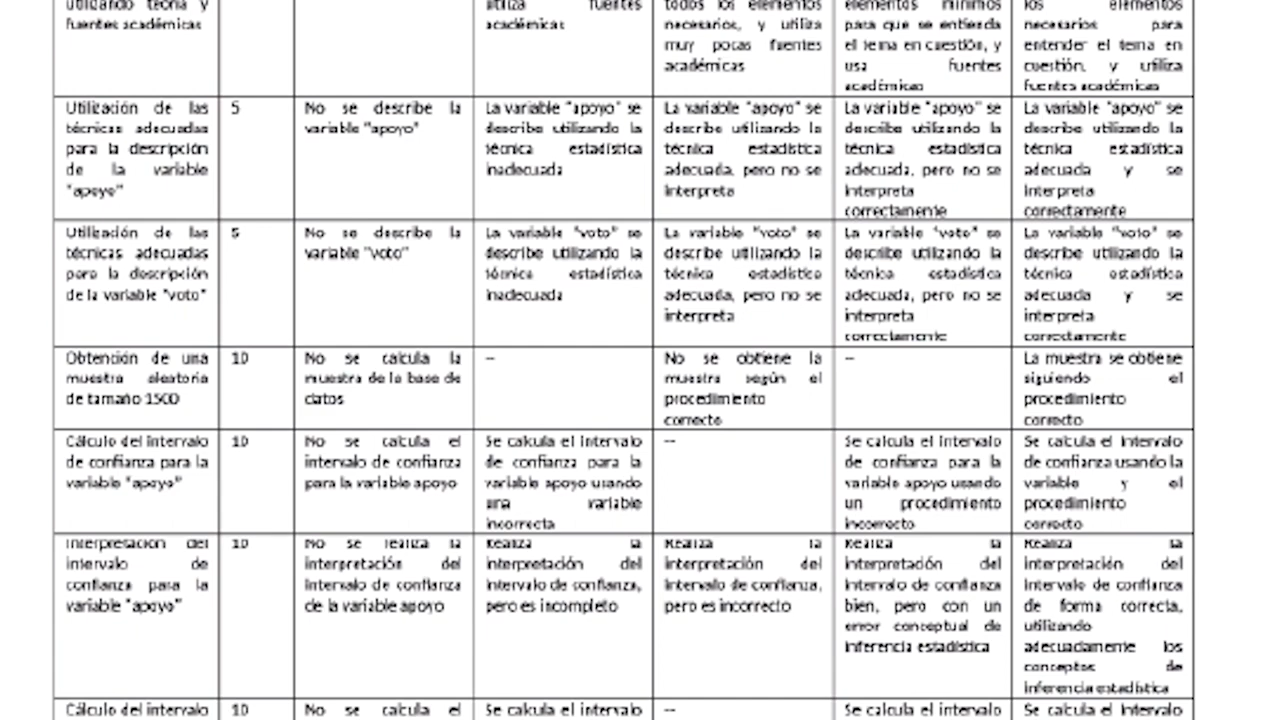 utilizando teoría y
fuentes académicas
utiliza fuentes
académicas
todos los elementos
necesarios, y utiliza
muy pocas fuentes
académicas
elementos mínimos
para que se entienda
el tema en cuestión, y
usa fuentes
académicas
los elementos
necesarios para
entender el tema en
cuestión, y utiliza
fuentes académicas
Utilización de las
técnicas adecuadas
para la descripción
de la variable
"apoyo"
5
No se describe la
variable "apoyo"
La variable "apoyo" se
describe utilizando la
técnica estadística
inadecuada
La variable "apoyo" se
describe utilizando la
técnica estadística
adecuada, pero no se
interpreta
La variable "apoyo" se
describe utilizando la
técnica estadística
adecuada, pero no se
interpreta
correctamente
La variable "apoyo" se
describe utilizando la
técnica estadística
adecuada y se
interpreta
correctamente
Utilización de las
técnicas adecuadas
para la descripción
de la variable "voto"
5
No se describe la
variable "voto"
La variable "voto" se
describe utilizando la
técnica estadística
inadecuada
La variable "voto" se
describe utilizando la
técnica estadística
adecuada, pero no se
interpreta
La variable "voto" se
describe utilizando la
técnica estadística
adecuada, pero no se
interpreta
correctamente
La variable "voto" se
describe utilizando la
técnica estadística
adecuada y se
interpreta
correctamente
Obtención de una
muestra aleatoria
de tamaño 1500
10
No se calcula la
muestra de la base de
datos
--
No se obtiene la
muestra según el
procedimiento
correcto
--
La muestra se obtiene
siguiendo el
procedimiento
correcto
Cálculo del intervalo
de confianza para la
variable "apoyo"
10
No se calcula el
intervalo de confianza
para la variable apoyo
Se calcula el intervalo
de confianza para la
variable apoyo usando
una variable
incorrecta
--
Se calcula el intervalo
de confianza para la
variable apoyo usando
un procedimiento
incorrecto
Se calcula el intervalo
de confianza usando la
variable y el
procedimiento
correcto
Interpretación del
intervalo de
confianza para la
variable "apoyo"
10
No se realiza la
interpretación del
intervalo de confianza
de la variable apoyo
Realiza la
interpretación del
intervalo de confianza,
pero es incompleto
Realiza la
interpretación del
intervalo de confianza,
pero es incorrecto
Realiza la
interpretación del
intervalo de confianza
bien, pero con un
error conceptual de
inferencia estadística
Realiza la
interpretación del
intervalo de confianza
de forma correcta,
utilizando
adecuadamente los
conceptos de
inferencia estadística
Cálculo del intervalo
10
No se calcula el
Se calcula el intervalo
--
Se calcula el intervalo
Se calcula el intervalo